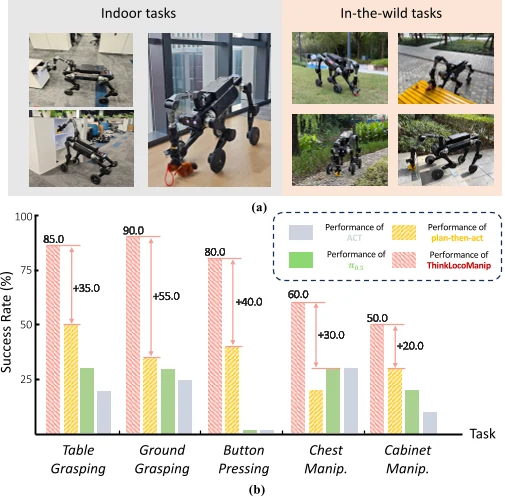 Indoor tasks
In-the-wild tasks
(a)
Success Rate (%)
100
75
50
25
85.0
+35.0
90.0
+55.0
80.0
+40.0
60.0
+30.0
50.0
+20.0
Performance of
ACT
Performance of
plan-then-act
Performance of
π0.5
Performance of
ThinkLocoManip
Task
Table
Grasping
Ground
Grasping
Button
Pressing
Chest
Manip.
Cabinet
Manip.
(b)